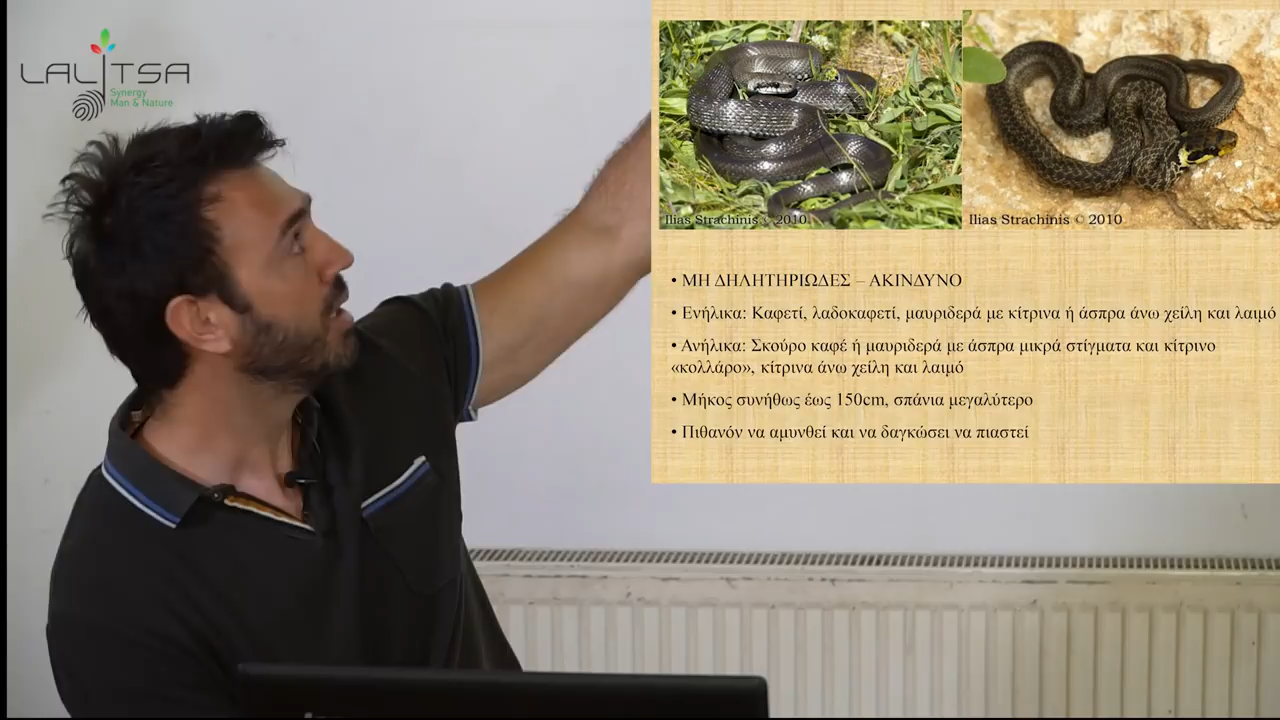 LALITSA
Synergy
Man & Nature
Ilias Strachinis © 2010
Ilias Strachinis © 2010
• ΜΗ ΔΗΛΗΤΗΡΙΩΔΕΣ – ΑΚΙΝΔΥΝΟ
• Ενήλικα: Καφετί, λαδοκαφετί, μαυριδερά με κίτρινα ή άσπρα άνω χείλη και λαιμό
• Ανήλικα: Σκούρο καφέ ή μαυριδερά με άσπρα μικρά στίγματα και κίτρινο
«κολλάρο», κίτρινα άνω χείλη και λαιμό
• Μήκος συνήθως έως 150cm, σπάνια μεγαλύτερο
• Πιθανόν να αμυνθεί και να δαγκώσει να πιαστεί